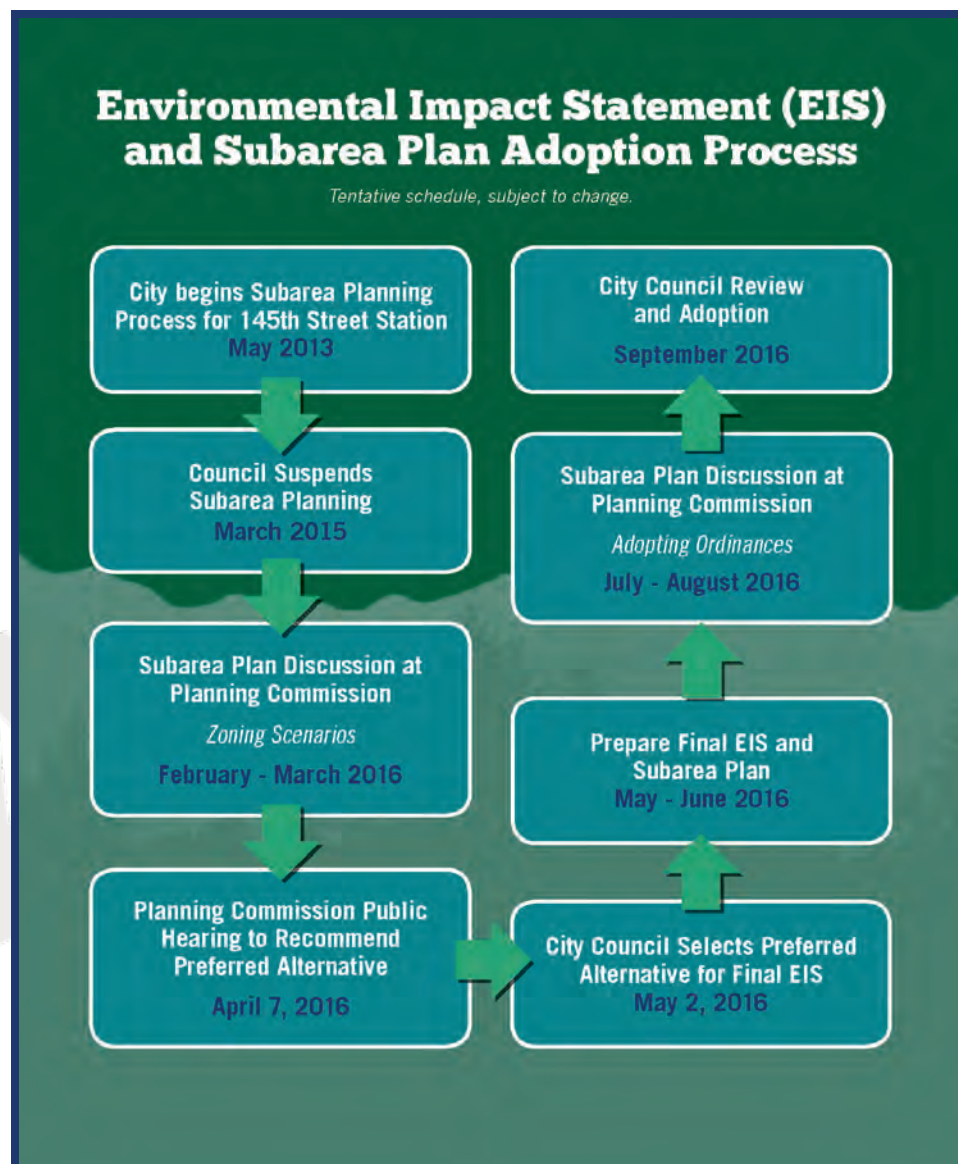 Environmental Impact Statement (EIS)
and Subarea Plan Adoption Process
Tentative schedule, subject to change.
City begins Subarea Planning
Process for 145th Street Station
May 2013
Council Suspends
Subarea Planning
March 2015
Subarea Plan Discussion at
Planning Commission
Zoning Scenarios
February - March 2016
Planning Commission Public
Hearing to Recommend
Preferred Alternative
April 7, 2016
City Council Selects Preferred
Alternative for Final EIS
May 2, 2016
Prepare Final EIS and
Subarea Plan
May - June 2016
Subarea Plan Discussion at
Planning Commission
Adopting Ordinances
July - August 2016
City Council Review
and Adoption
September 2016